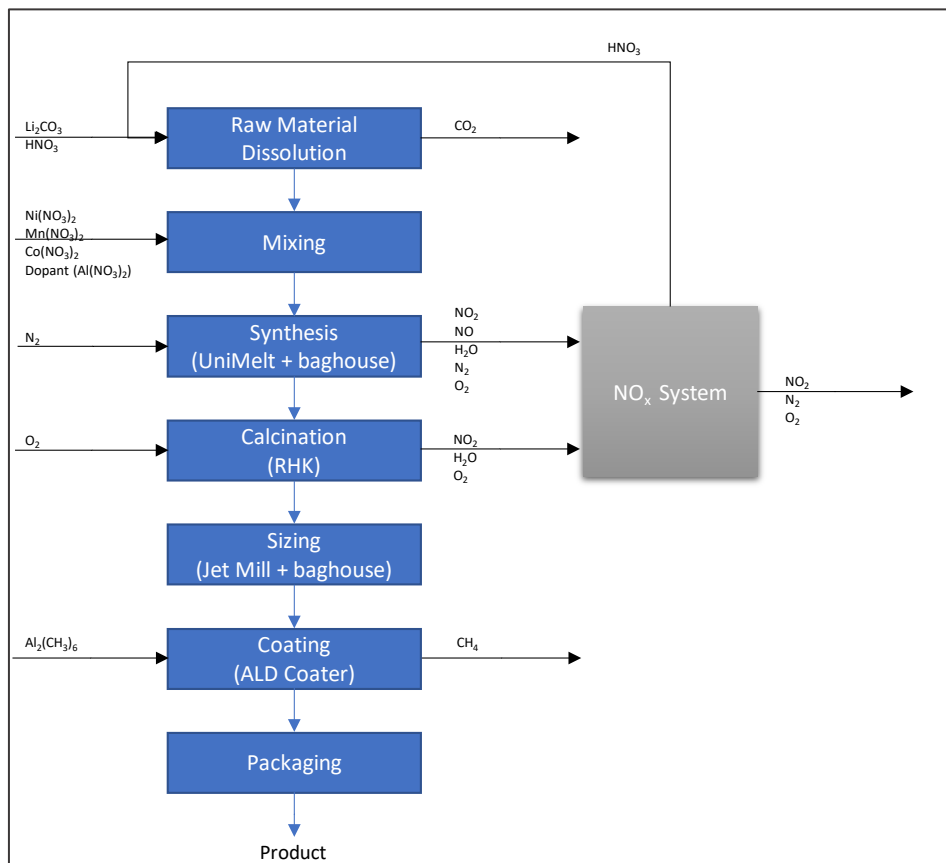 HNO₃
Li₂CO₃
HNO₃
Raw Material
Dissolution
CO₂
Ni(NO₃)₂
Mn(NO₃)₂
Co(NO₃)₂
Dopant (Al(NO₃)₂)
Mixing
N₂
Synthesis
(UniMelt + baghouse)
NO₂
NO
H₂O
N₂
O₂
NOₓ System
NO₂
N₂
O₂
O₂
Calcination
(RHK)
NO₂
H₂O
O₂
Sizing
(Jet Mill + baghouse)
Al₂(CH₃)₆
Coating
(ALD Coater)
CH₄
Packaging
Product